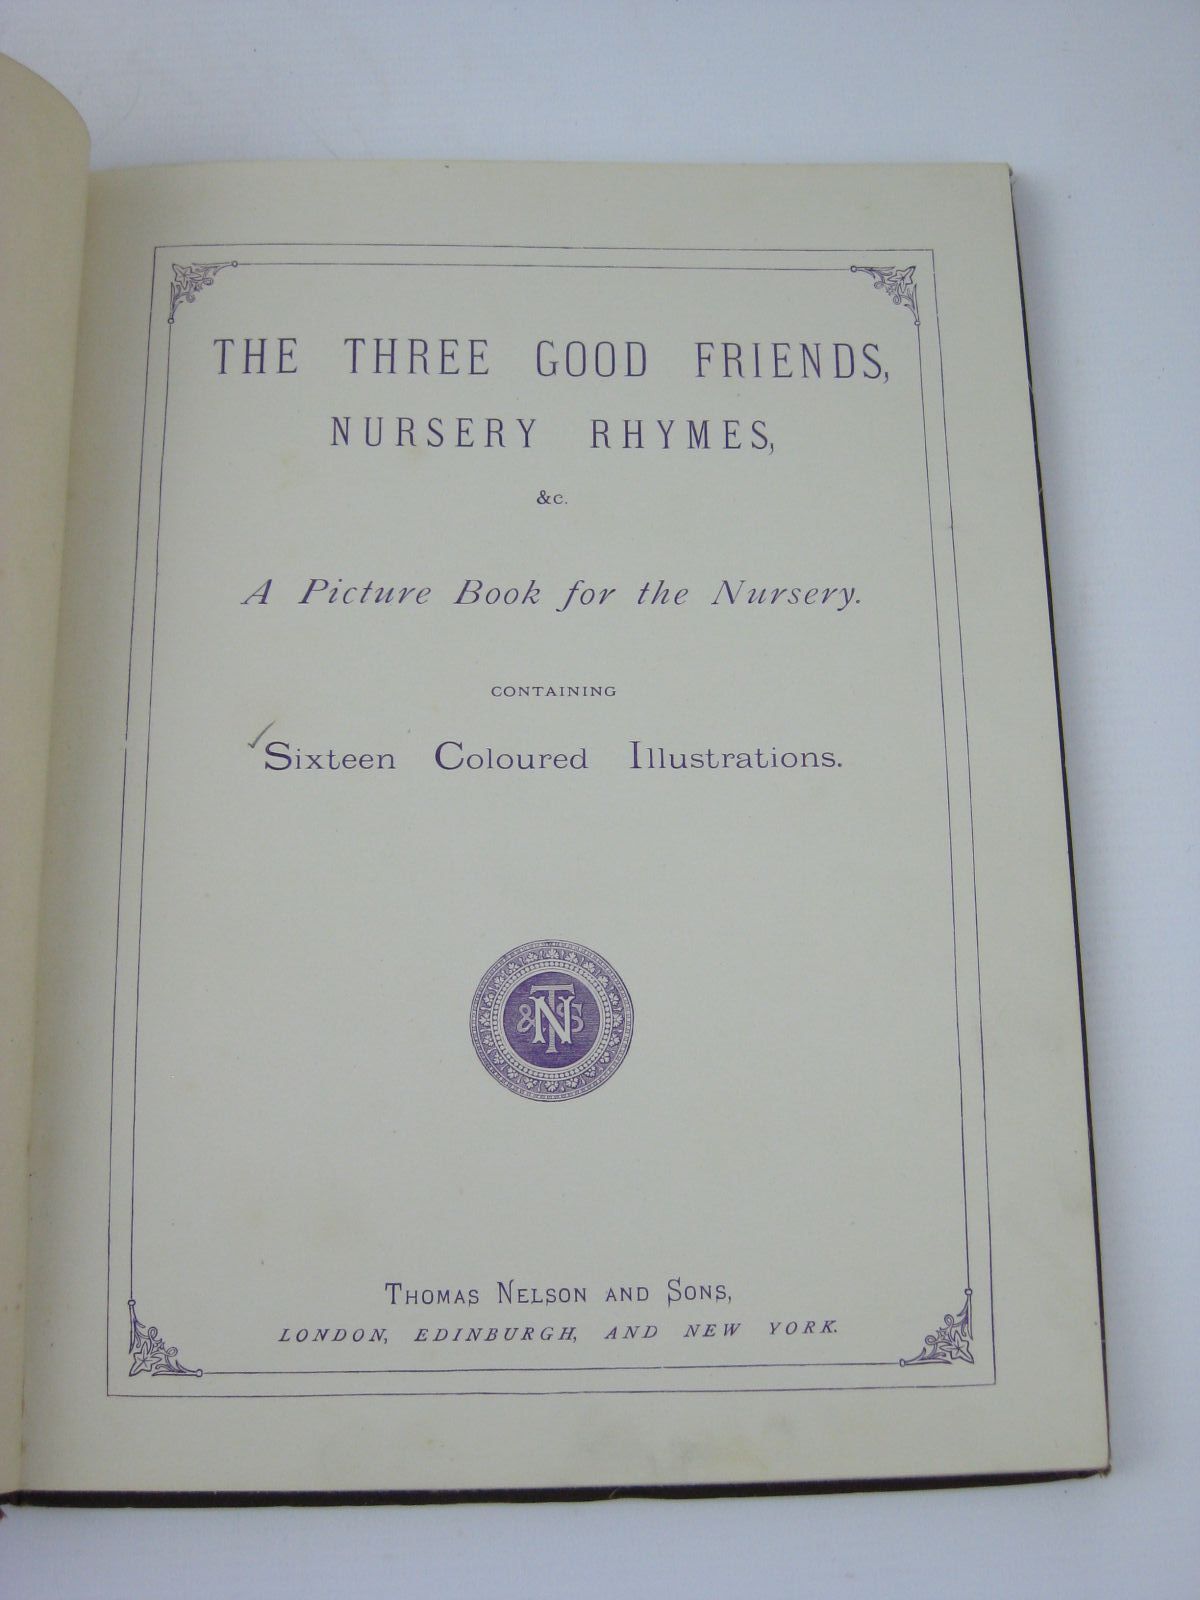 THE THREE GOOD FRIENDS,
NURSERY RHYMES,
&c.
A Picture Book for the Nursery.
CONTAINING
Sixteen Coloured Illustrations.
T N & S
THOMAS NELSON AND SONS,
LONDON, EDINBURGH, AND NEW YORK.